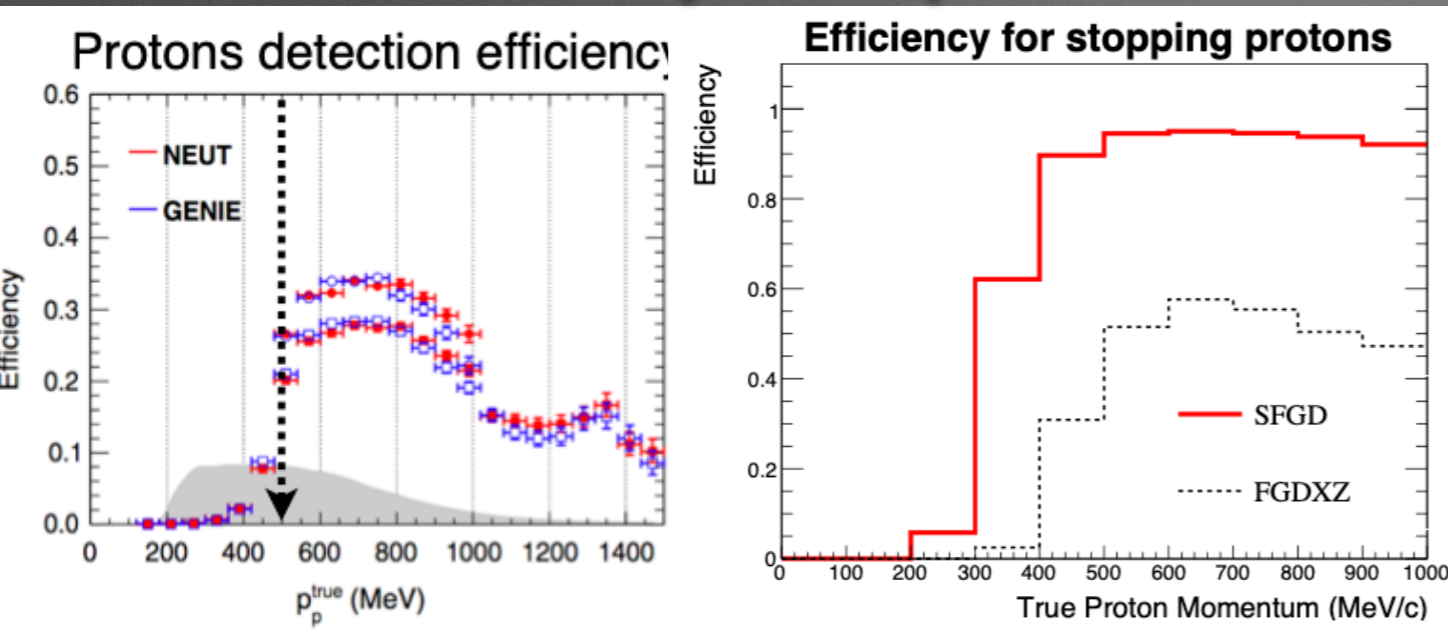 Protons detection efficiency
0.6
0.5
0.4
0.3
0.2
0.1
0.0
Efficiency
NEUT
GENIE
0 200 400 600 800 1000 1200 1400
p_p^true (MeV)
Efficiency for stopping protons
Efficiency
1
0.8
0.6
0.4
0.2
0
SFGD
FGDXZ
0 100 200 300 400 500 600 700 800 900 1000
True Proton Momentum (MeV/c)